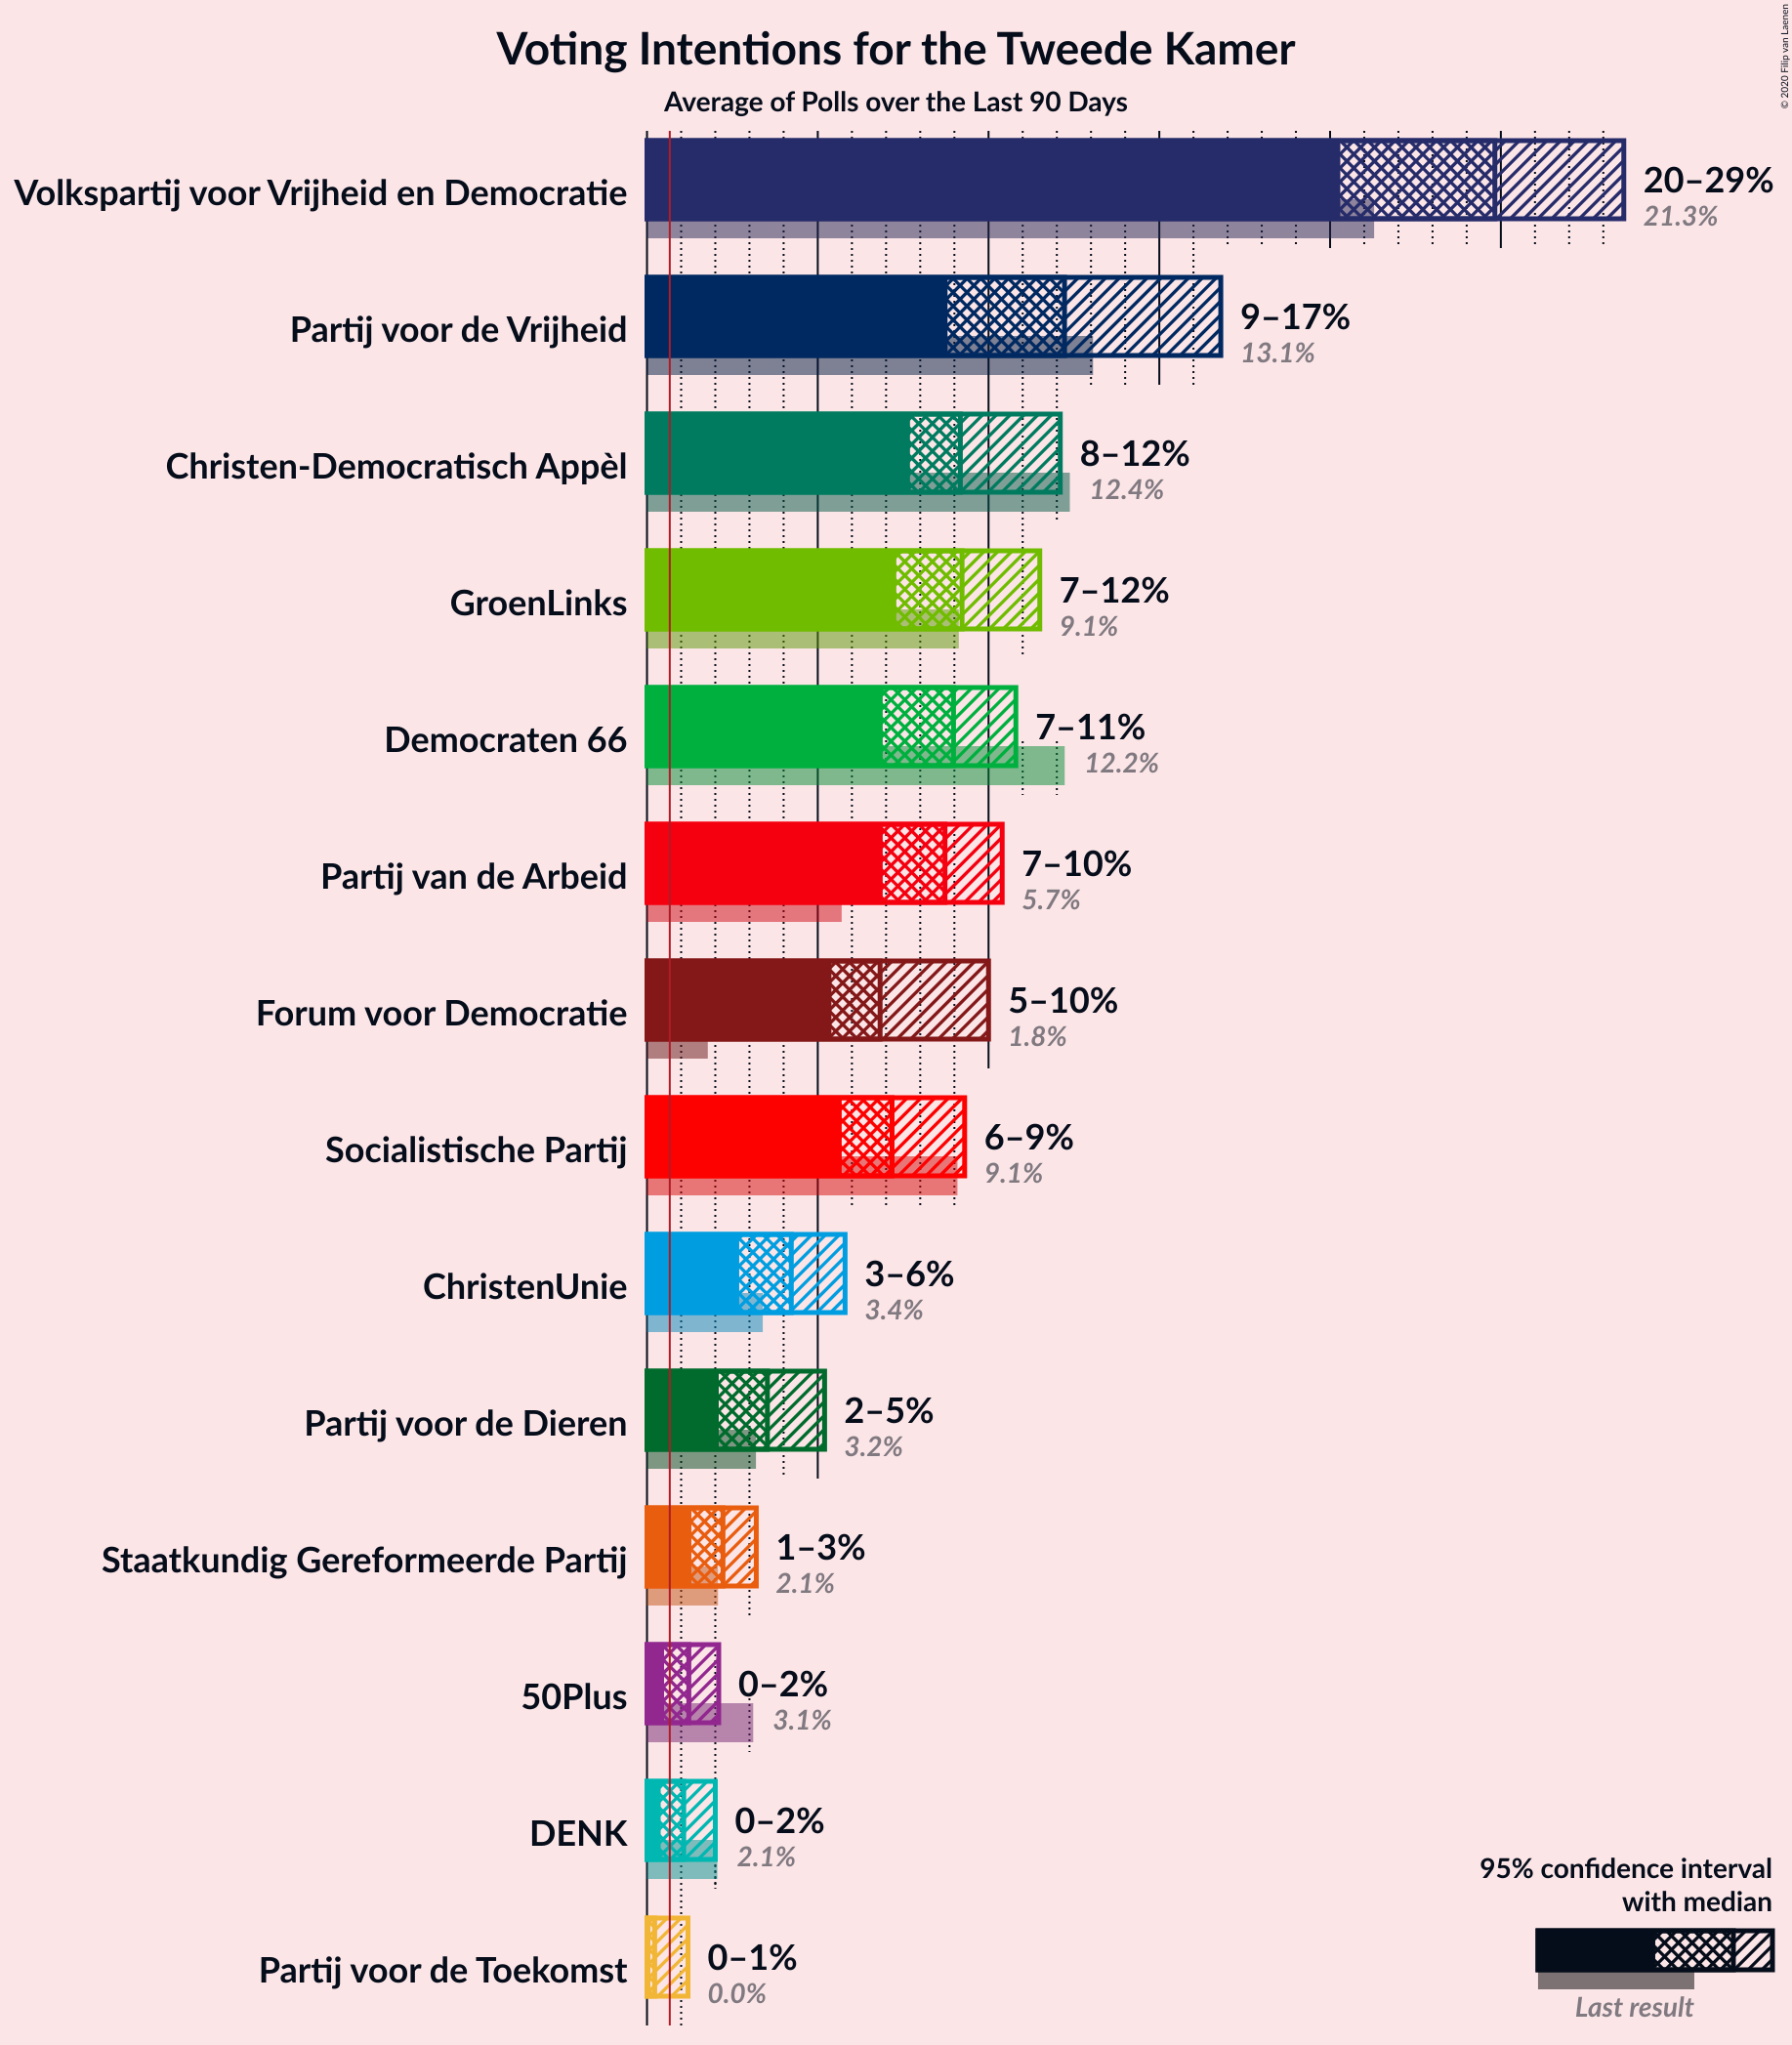 Voting Intentions for the Tweede Kamer
Average of Polls over the Last 90 Days
© 2020 Filip van Laenen
Volkspartij voor Vrijheid en Democratie
20–29%
21.3%
Partij voor de Vrijheid
9–17%
13.1%
Christen-Democratisch Appèl
8–12%
12.4%
GroenLinks
7–12%
9.1%
Democraten 66
7–11%
12.2%
Partij van de Arbeid
7–10%
5.7%
Forum voor Democratie
5–10%
1.8%
Socialistische Partij
6–9%
9.1%
ChristenUnie
3–6%
3.4%
Partij voor de Dieren
2–5%
3.2%
Staatkundig Gereformeerde Partij
1–3%
2.1%
50Plus
0–2%
3.1%
DENK
0–2%
2.1%
Partij voor de Toekomst
0–1%
0.0%
95% confidence interval
with median
Last result